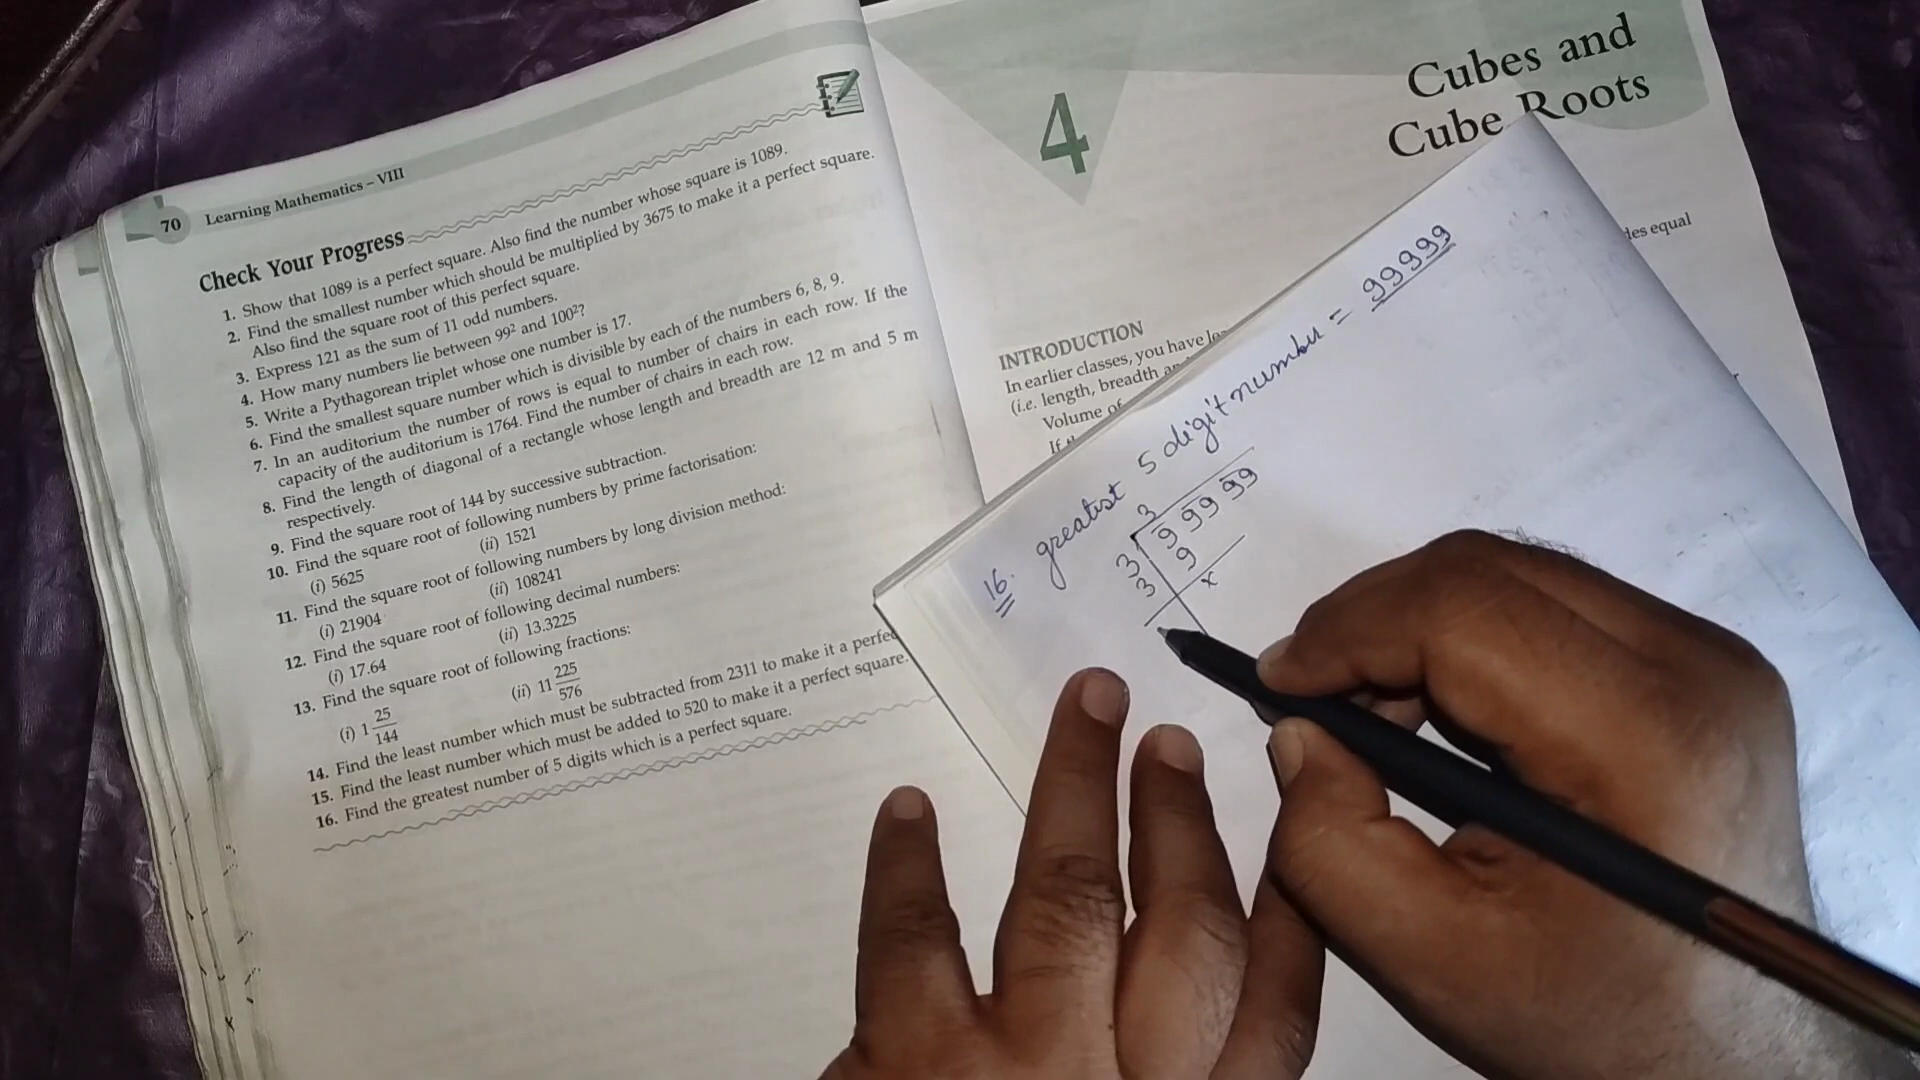 70 Learning Mathematics – VIII
Check Your Progress
1. Show that 1089 is a perfect square. Also find the number whose square is 1089.
2. Find the smallest number which should be multiplied by 3675 to make it a perfect square.
Also find the square root of this perfect square.
3. Express 121 as the sum of 11 odd numbers.
4. How many numbers lie between 99² and 100²?
5. Write a Pythagorean triplet whose one number is 17.
6. Find the smallest square number which is divisible by each of the numbers 6, 8, 9.
7. In an auditorium the number of rows is equal to number of chairs in each row. If the
capacity of the auditorium is 1764. Find the number of chairs in each row.
8. Find the length of diagonal of a rectangle whose length and breadth are 12 m and 5 m
respectively.
9. Find the square root of 144 by successive subtraction.
10. Find the square root of following numbers by prime factorisation:
(i) 5625 (ii) 1521
11. Find the square root of following numbers by long division method:
(i) 21904 (ii) 108241
12. Find the square root of following decimal numbers:
(i) 17.64 (ii) 13.3225
13. Find the square root of following fractions:
(i) 1 25/144 (ii) 11 225/576
14. Find the least number which must be subtracted from 2311 to make it a perfec
15. Find the least number which must be added to 520 to make it a perfect square.
16. Find the greatest number of 5 digits which is a perfect square.
4
Cubes and
Cube Roots
des equal
INTRODUCTION
In earlier classes, you have
(i.e. length, breadth
Volume of
If
16. greatest 5 digit number = 99999
3
3 9 99 99
3 9
x